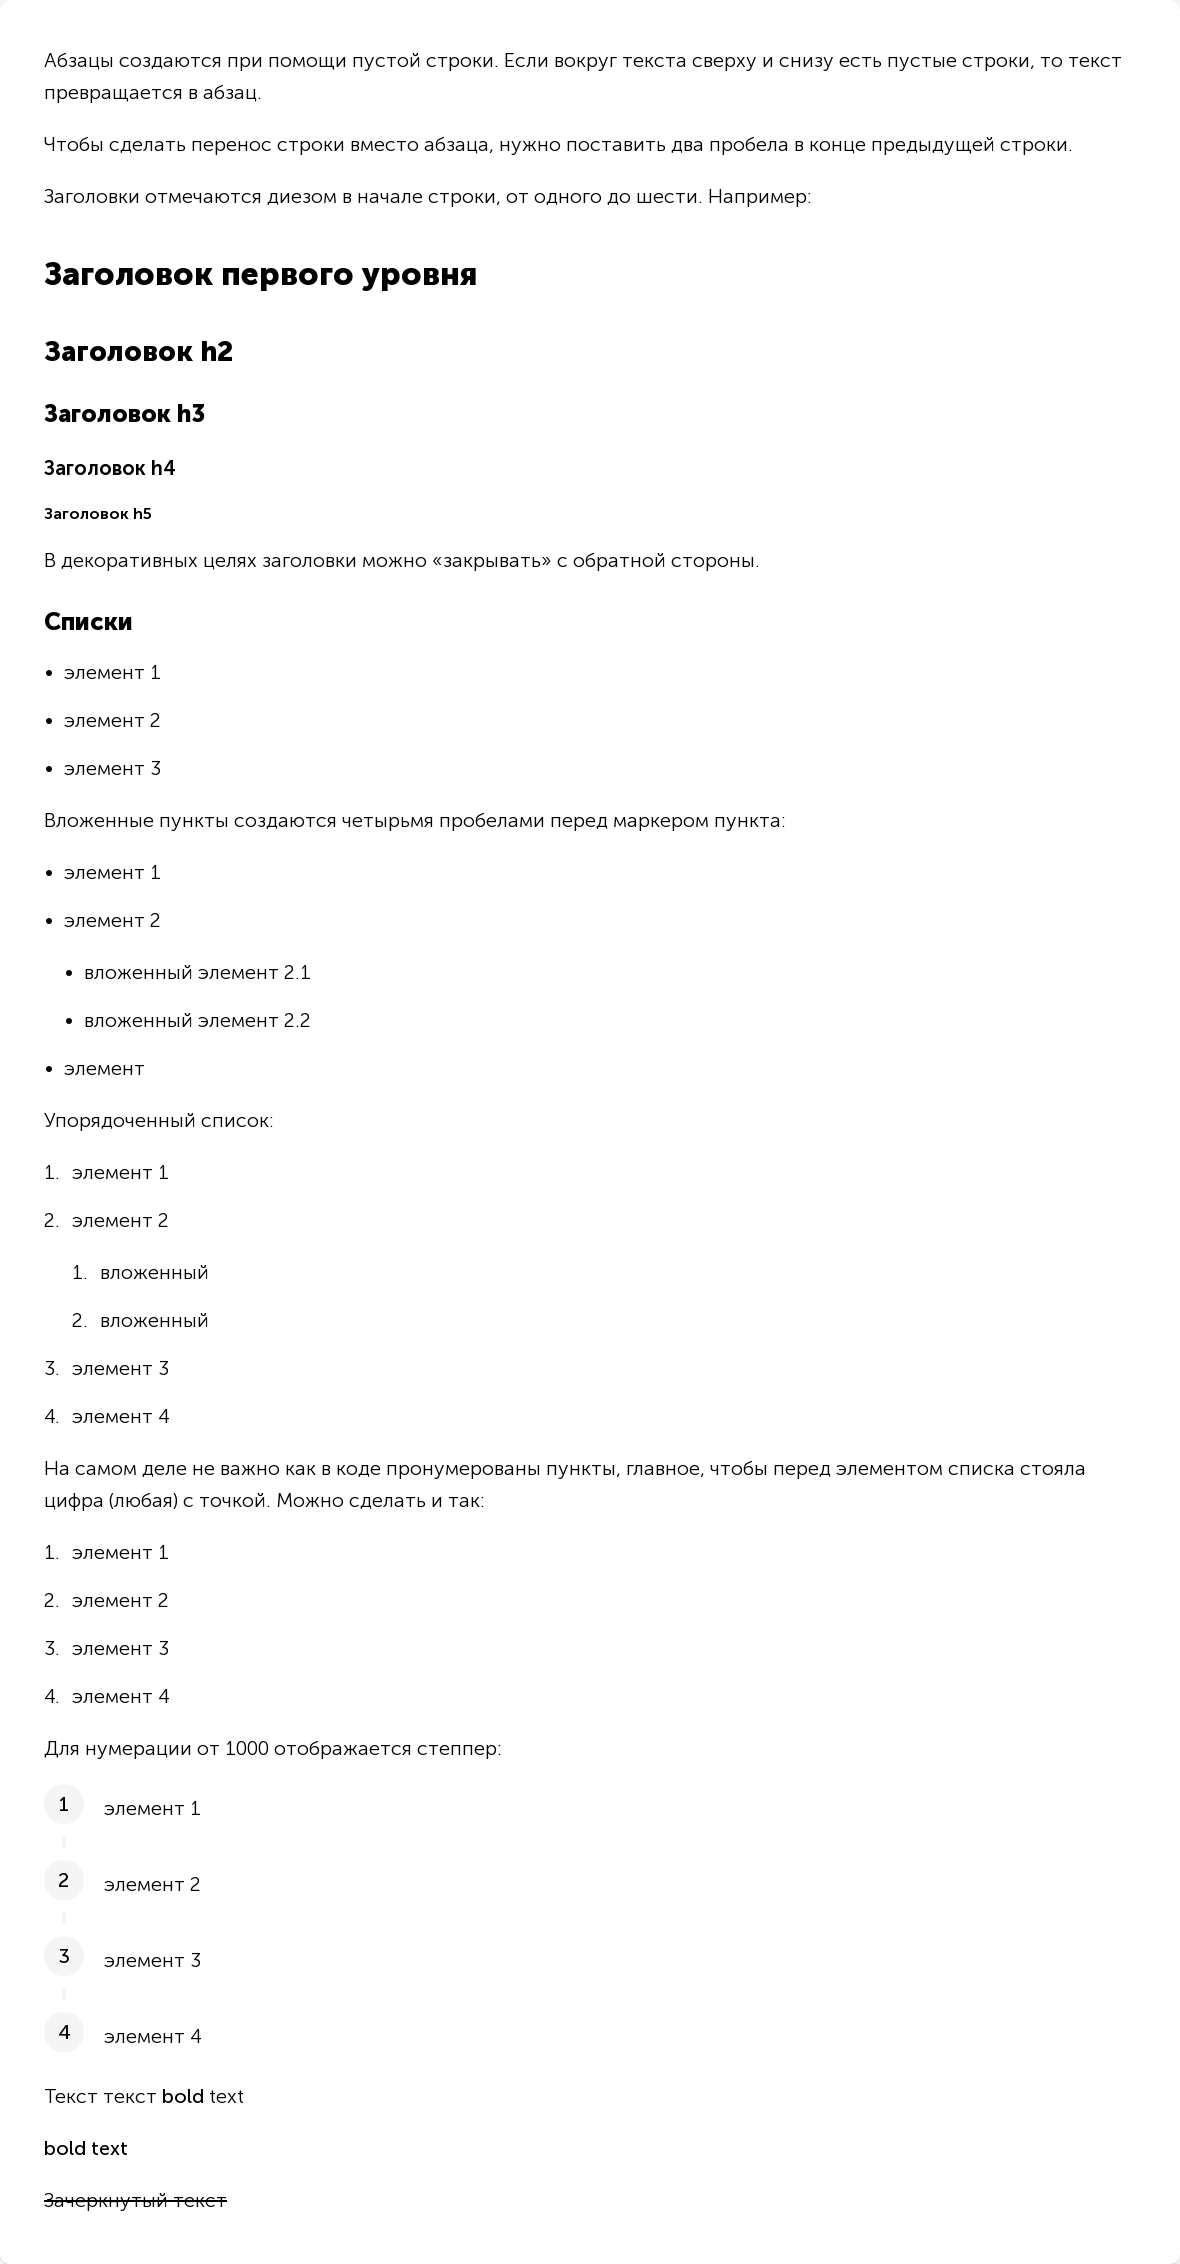 Абзацы создаются при помощи пустой строки. Если вокруг текста сверху и снизу есть пустые строки, то текст
превращается в абзац.
Чтобы сделать перенос строки вместо абзаца, нужно поставить два пробела в конце предыдущей строки.
Заголовки отмечаются диезом в начале строки, от одного до шести. Например:
Заголовок первого уровня
Заголовок h2
Заголовок h3
Заголовок h4
Заголовок h5
В декоративных целях заголовки можно «закрывать» с обратной стороны.
Списки
• элемент 1
• элемент 2
• элемент 3
Вложенные пункты создаются четырьмя пробелами перед маркером пункта:
• элемент 1
• элемент 2
• вложенный элемент 2.1
• вложенный элемент 2.2
• элемент
Упорядоченный список:
1. элемент 1
2. элемент 2
1. вложенный
2. вложенный
3. элемент 3
4. элемент 4
На самом деле не важно как в коде пронумерованы пункты, главное, чтобы перед элементом списка стояла
цифра (любая) с точкой. Можно сделать и так:
1. элемент 1
2. элемент 2
3. элемент 3
4. элемент 4
Для нумерации от 1000 отображается степпер:
1 элемент 1
2 элемент 2
3 элемент 3
4 элемент 4
Текст текст bold text
bold text
Зачеркнутый текст